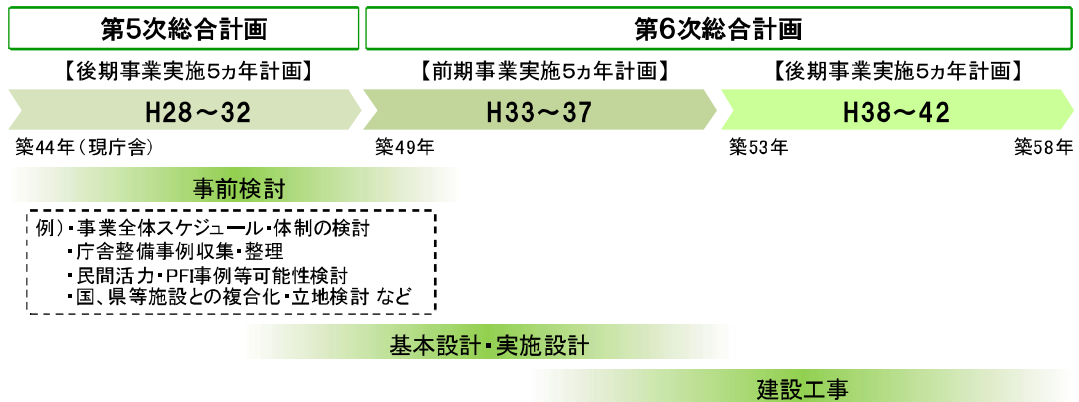 第5次総合計画
第6次総合計画
【後期事業実施5ヵ年計画】
【前期事業実施5ヵ年計画】
【後期事業実施5ヵ年計画】
H28～32
H33～37
H38～42
築44年（現庁舎）
築49年
築53年
築58年
事前検討
例）・事業全体スケジュール・体制の検討
・庁舎整備事例収集・整理
・民間活力・PFI事例等可能性検討
・国、県等施設との複合化・立地検討 など
基本設計・実施設計
建設工事